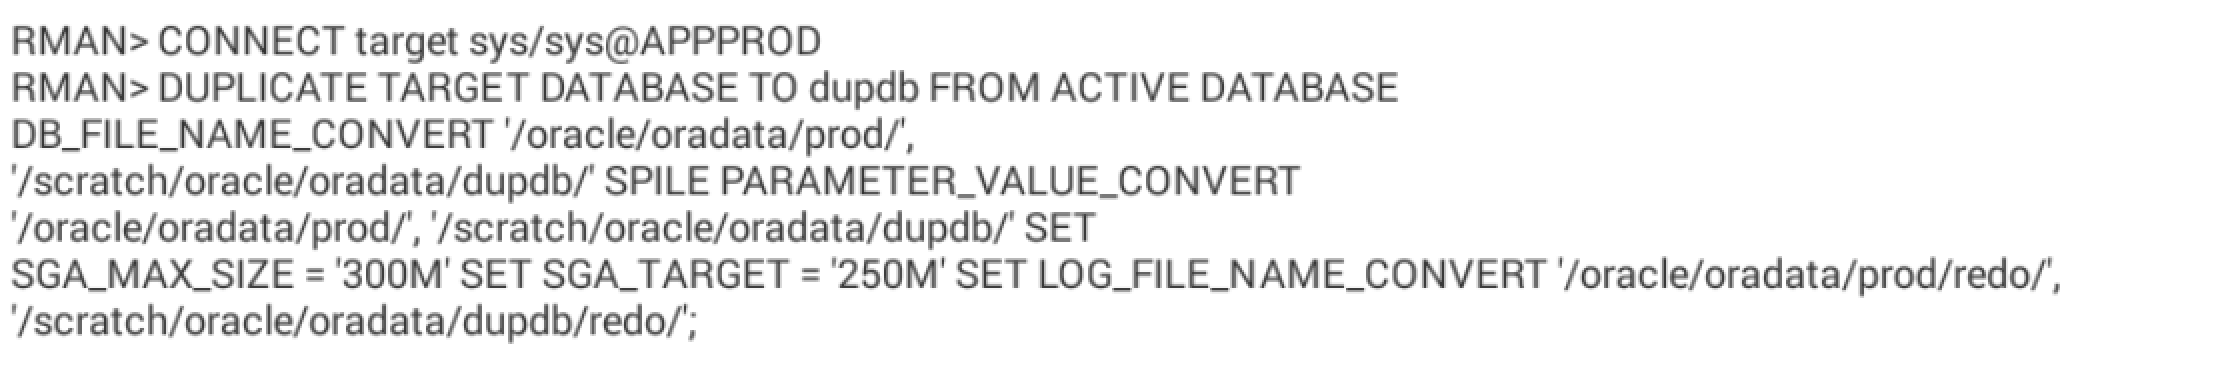 RMAN> CONNECT target sys/sys@APPPROD
RMAN> DUPLICATE TARGET DATABASE TO dupdb FROM ACTIVE DATABASE
DB_FILE_NAME_CONVERT '/oracle/oradata/prod/',
'/scratch/oracle/oradata/dupdb/' SPILE PARAMETER_VALUE_CONVERT
'/oracle/oradata/prod/', '/scratch/oracle/oradata/dupdb/' SET
SGA_MAX_SIZE = '300M' SET SGA_TARGET = '250M' SET LOG_FILE_NAME_CONVERT '/oracle/oradata/prod/redo/',
'/scratch/oracle/oradata/dupdb/redo/';